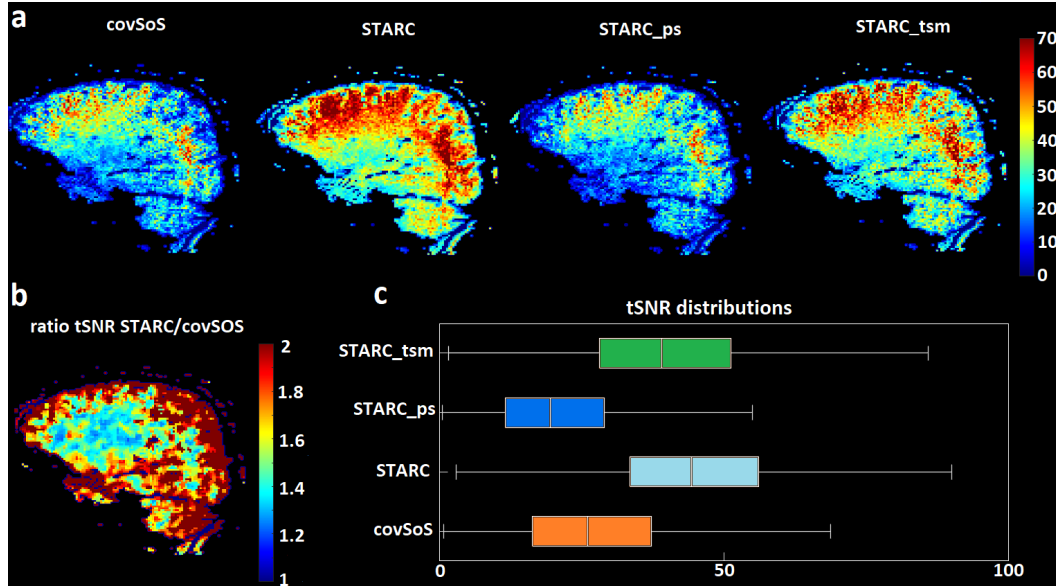 a
covSoS
STARC
STARC_ps
STARC_tsm
70
60
50
40
30
20
10
0
b
ratio tSNR STARC/covSOS
2
1.8
1.6
1.4
1.2
1
c
tSNR distributions
STARC_tsm
STARC_ps
STARC
covSoS
0
50
100